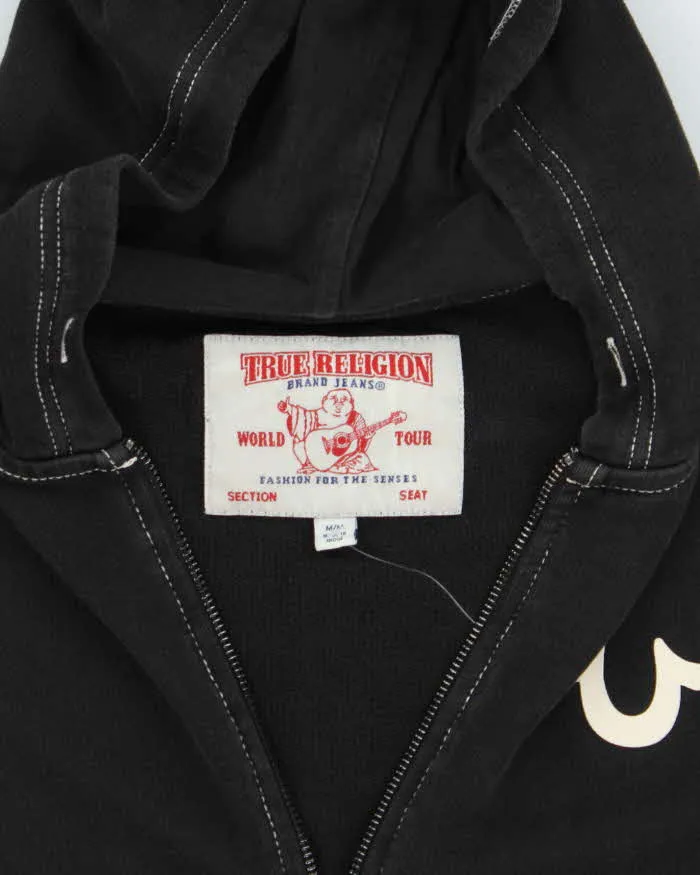 TRUE RELIGION
BRAND JEANS®
WORLD TOUR
FASHION FOR THE SENSES
SECTION SEAT
M/M